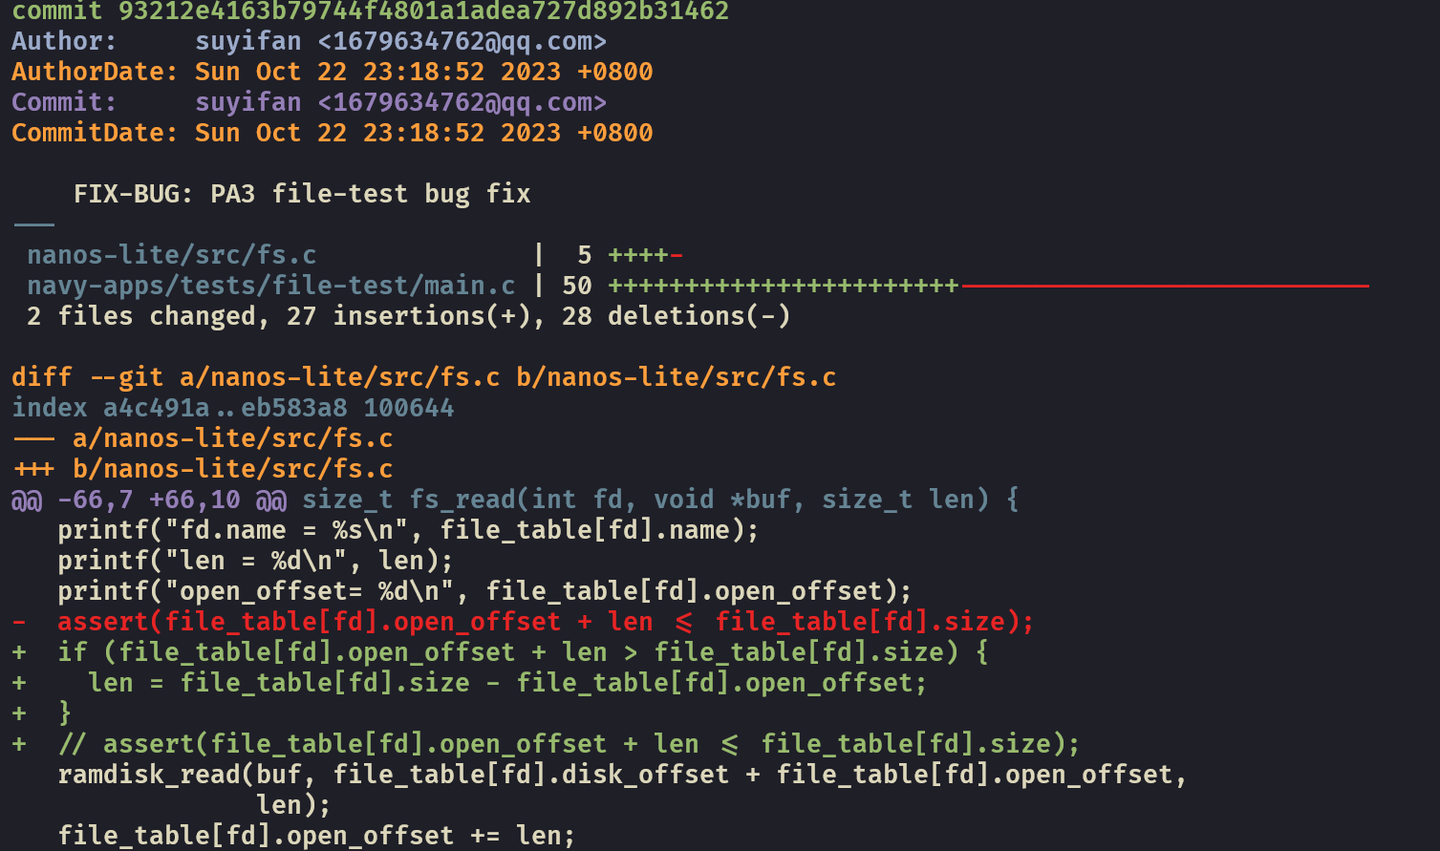 commit 93212e4163b79744f4801a1adea727d892b31462
Author:     suyifan <1679634762@qq.com>
AuthorDate: Sun Oct 22 23:18:52 2023 +0800
Commit:     suyifan <1679634762@qq.com>
CommitDate: Sun Oct 22 23:18:52 2023 +0800

    FIX-BUG: PA3 file-test bug fix
---
 nanos-lite/src/fs.c              |  5 ++++-
 navy-apps/tests/file-test/main.c | 50 +++++++++++++++++++++++---------------------------
 2 files changed, 27 insertions(+), 28 deletions(-)

diff --git a/nanos-lite/src/fs.c b/nanos-lite/src/fs.c
index a4c491a..eb583a8 100644
--- a/nanos-lite/src/fs.c
+++ b/nanos-lite/src/fs.c
@@ -66,7 +66,10 @@ size_t fs_read(int fd, void *buf, size_t len) {
   printf("fd.name = %s\n", file_table[fd].name);
   printf("len = %d\n", len);
   printf("open_offset= %d\n", file_table[fd].open_offset);
-  assert(file_table[fd].open_offset + len <= file_table[fd].size);
+  if (file_table[fd].open_offset + len > file_table[fd].size) {
+    len = file_table[fd].size - file_table[fd].open_offset;
+  }
+  // assert(file_table[fd].open_offset + len <= file_table[fd].size);
   ramdisk_read(buf, file_table[fd].disk_offset + file_table[fd].open_offset,
                len);
   file_table[fd].open_offset += len;